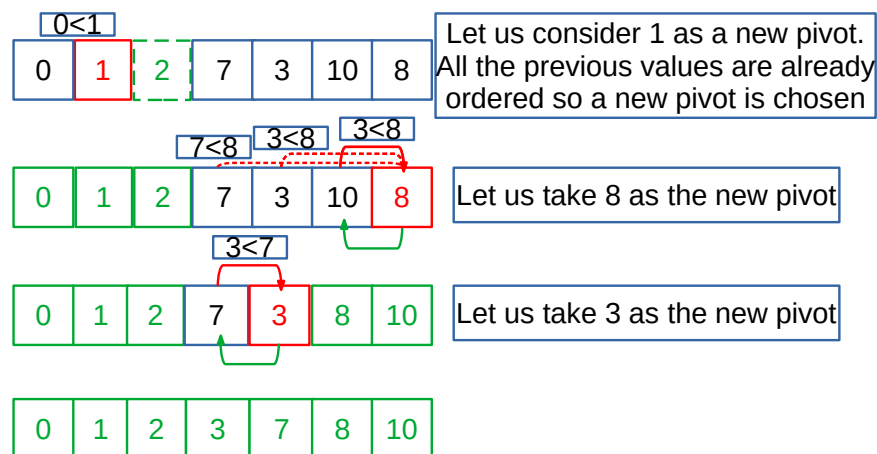 0<1
0 1 2 7 3 10 8
Let us consider 1 as a new pivot.
All the previous values are already
ordered so a new pivot is chosen
7<8 3<8 3<8
0 1 2 7 3 10 8
Let us take 8 as the new pivot
3<7
0 1 2 7 3 8 10
Let us take 3 as the new pivot
0 1 2 3 7 8 10